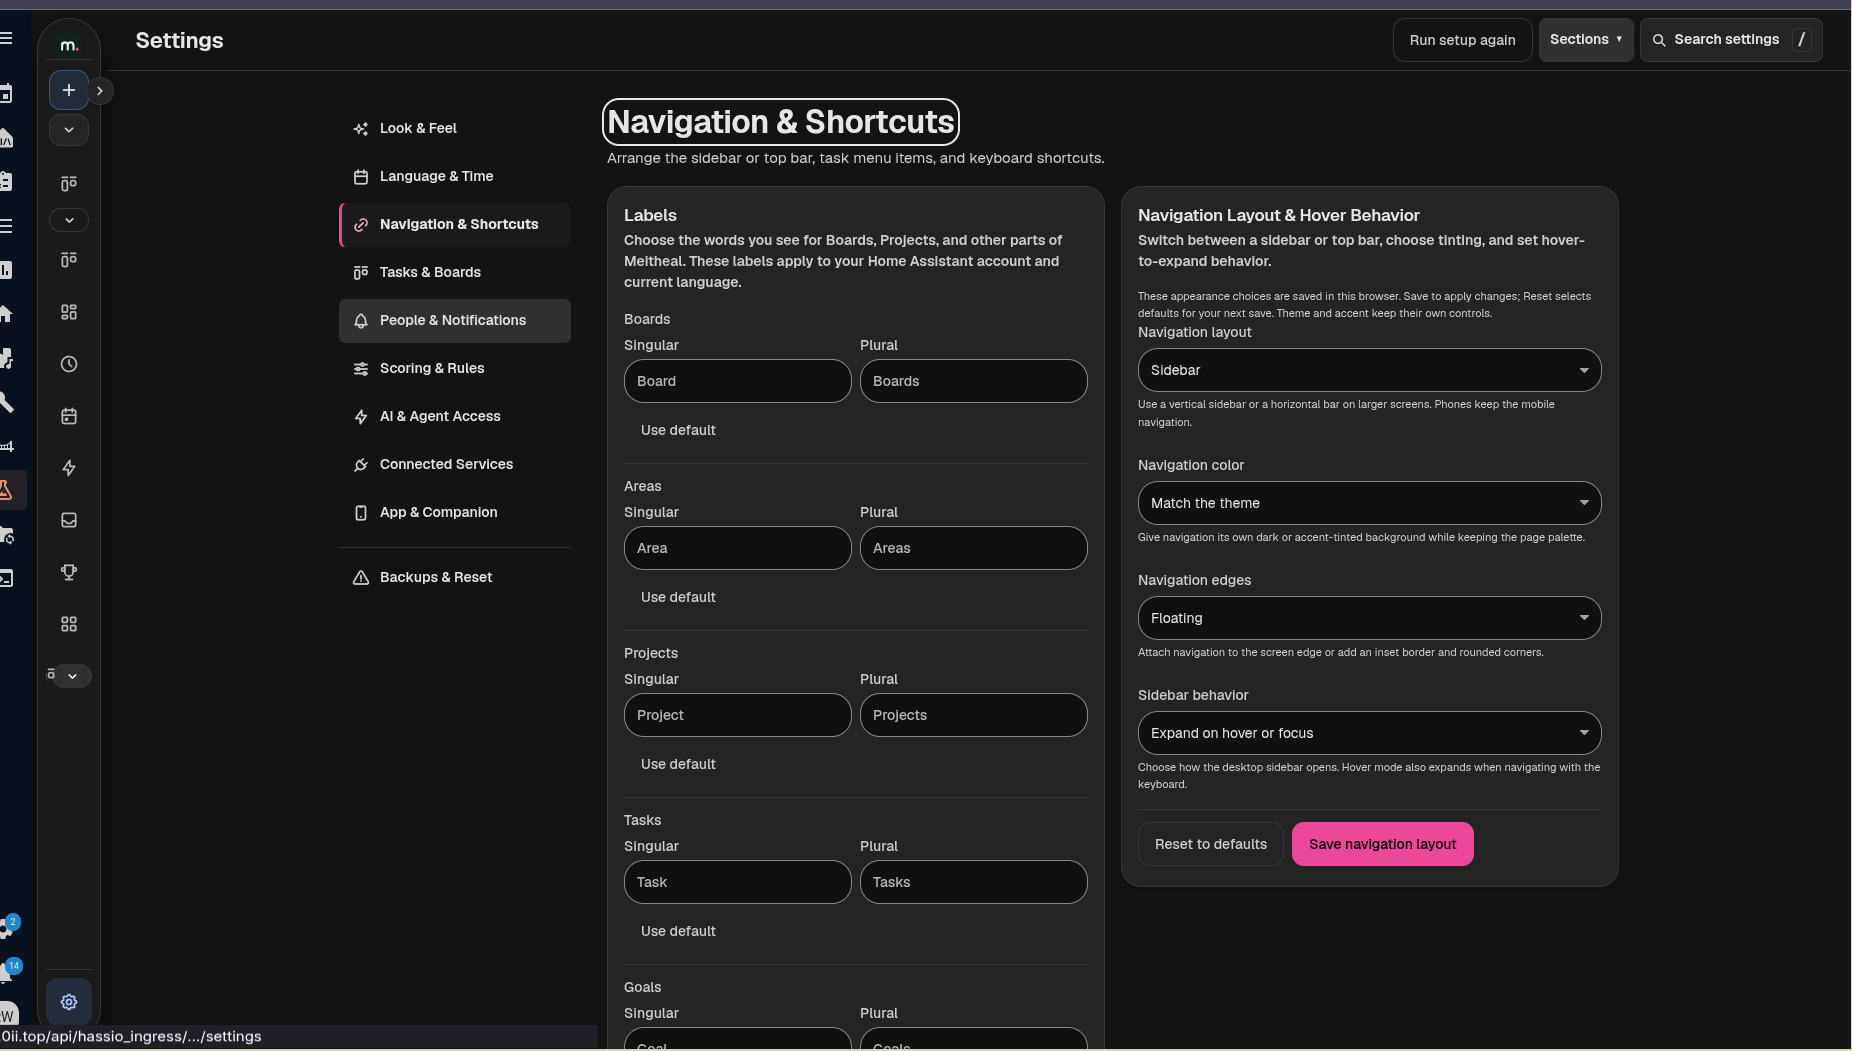 m.
Settings
Run setup again
Sections
Search settings
/
Look & Feel
Language & Time
Navigation & Shortcuts
Tasks & Boards
People & Notifications
Scoring & Rules
AI & Agent Access
Connected Services
App & Companion
Backups & Reset
Navigation & Shortcuts
Arrange the sidebar or top bar, task menu items, and keyboard shortcuts.
Labels
Choose the words you see for Boards, Projects, and other parts of
Meitheal. These labels apply to your Home Assistant account and
current language.
Boards
Singular Plural
Board Boards
Use default
Areas
Singular Plural
Area Areas
Use default
Projects
Singular Plural
Project Projects
Use default
Tasks
Singular Plural
Task Tasks
Use default
Goals
Singular Plural
Goal Goals
Navigation Layout & Hover Behavior
Switch between a sidebar or top bar, choose tinting, and set hover-
to-expand behavior.
These appearance choices are saved in this browser. Save to apply changes; Reset selects
defaults for your next save. Theme and accent keep their own controls.
Navigation layout
Sidebar
Use a vertical sidebar or a horizontal bar on larger screens. Phones keep the mobile
navigation.
Navigation color
Match the theme
Give navigation its own dark or accent-tinted background while keeping the page palette.
Navigation edges
Floating
Attach navigation to the screen edge or add an inset border and rounded corners.
Sidebar behavior
Expand on hover or focus
Choose how the desktop sidebar opens. Hover mode also expands when navigating with the
keyboard.
Reset to defaults
Save navigation layout
2
14
0ii.top/api/hassio_ingress/.../settings